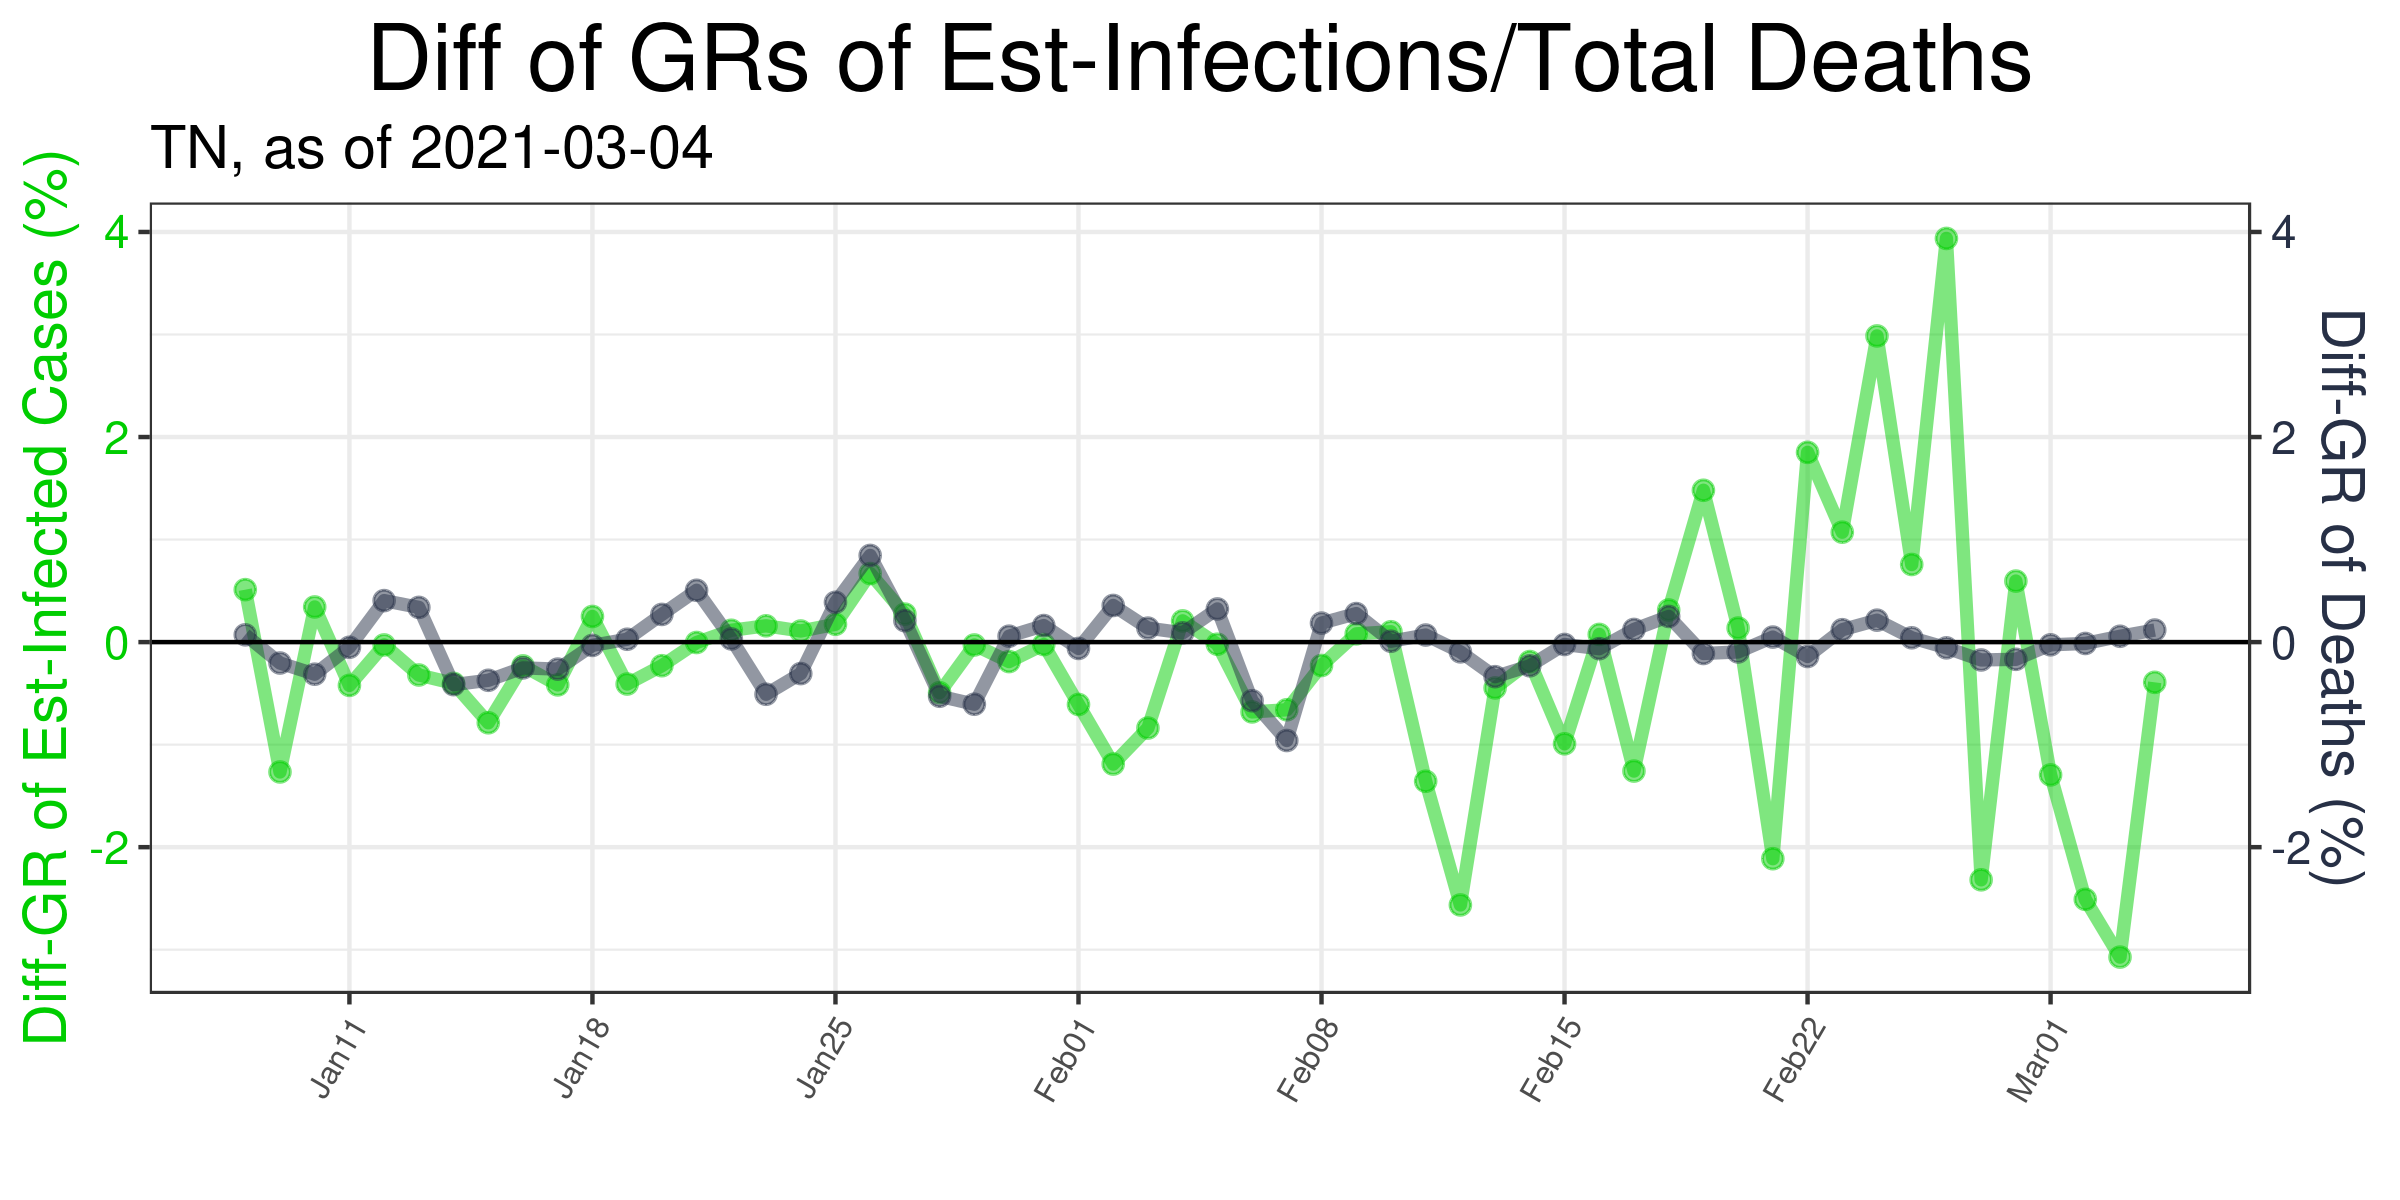 Diff of GRs of Est-Infections/Total Deaths
TN, as of 2021-03-04
Diff-GR of Est-Infected Cases (%)
4
2
0
-2
4
2
0
-2
Diff-GR of Deaths (%)
Jan11
Jan18
Jan25
Feb01
Feb08
Feb15
Feb22
Mar01